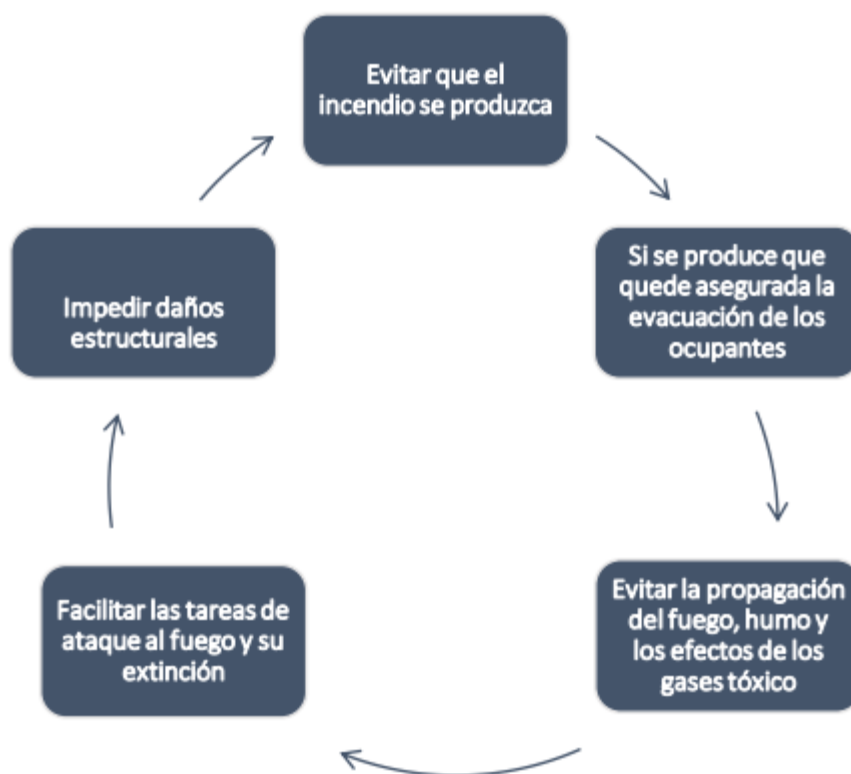 Evitar que el
incendio se produzca
Si se produce que
quede asegurada la
evacuación de los
ocupantes
Evitar la propagación
del fuego, humo y
los efectos de los
gases tóxico
Facilitar las tareas de
ataque al fuego y su
extinción
Impedir daños
estructurales